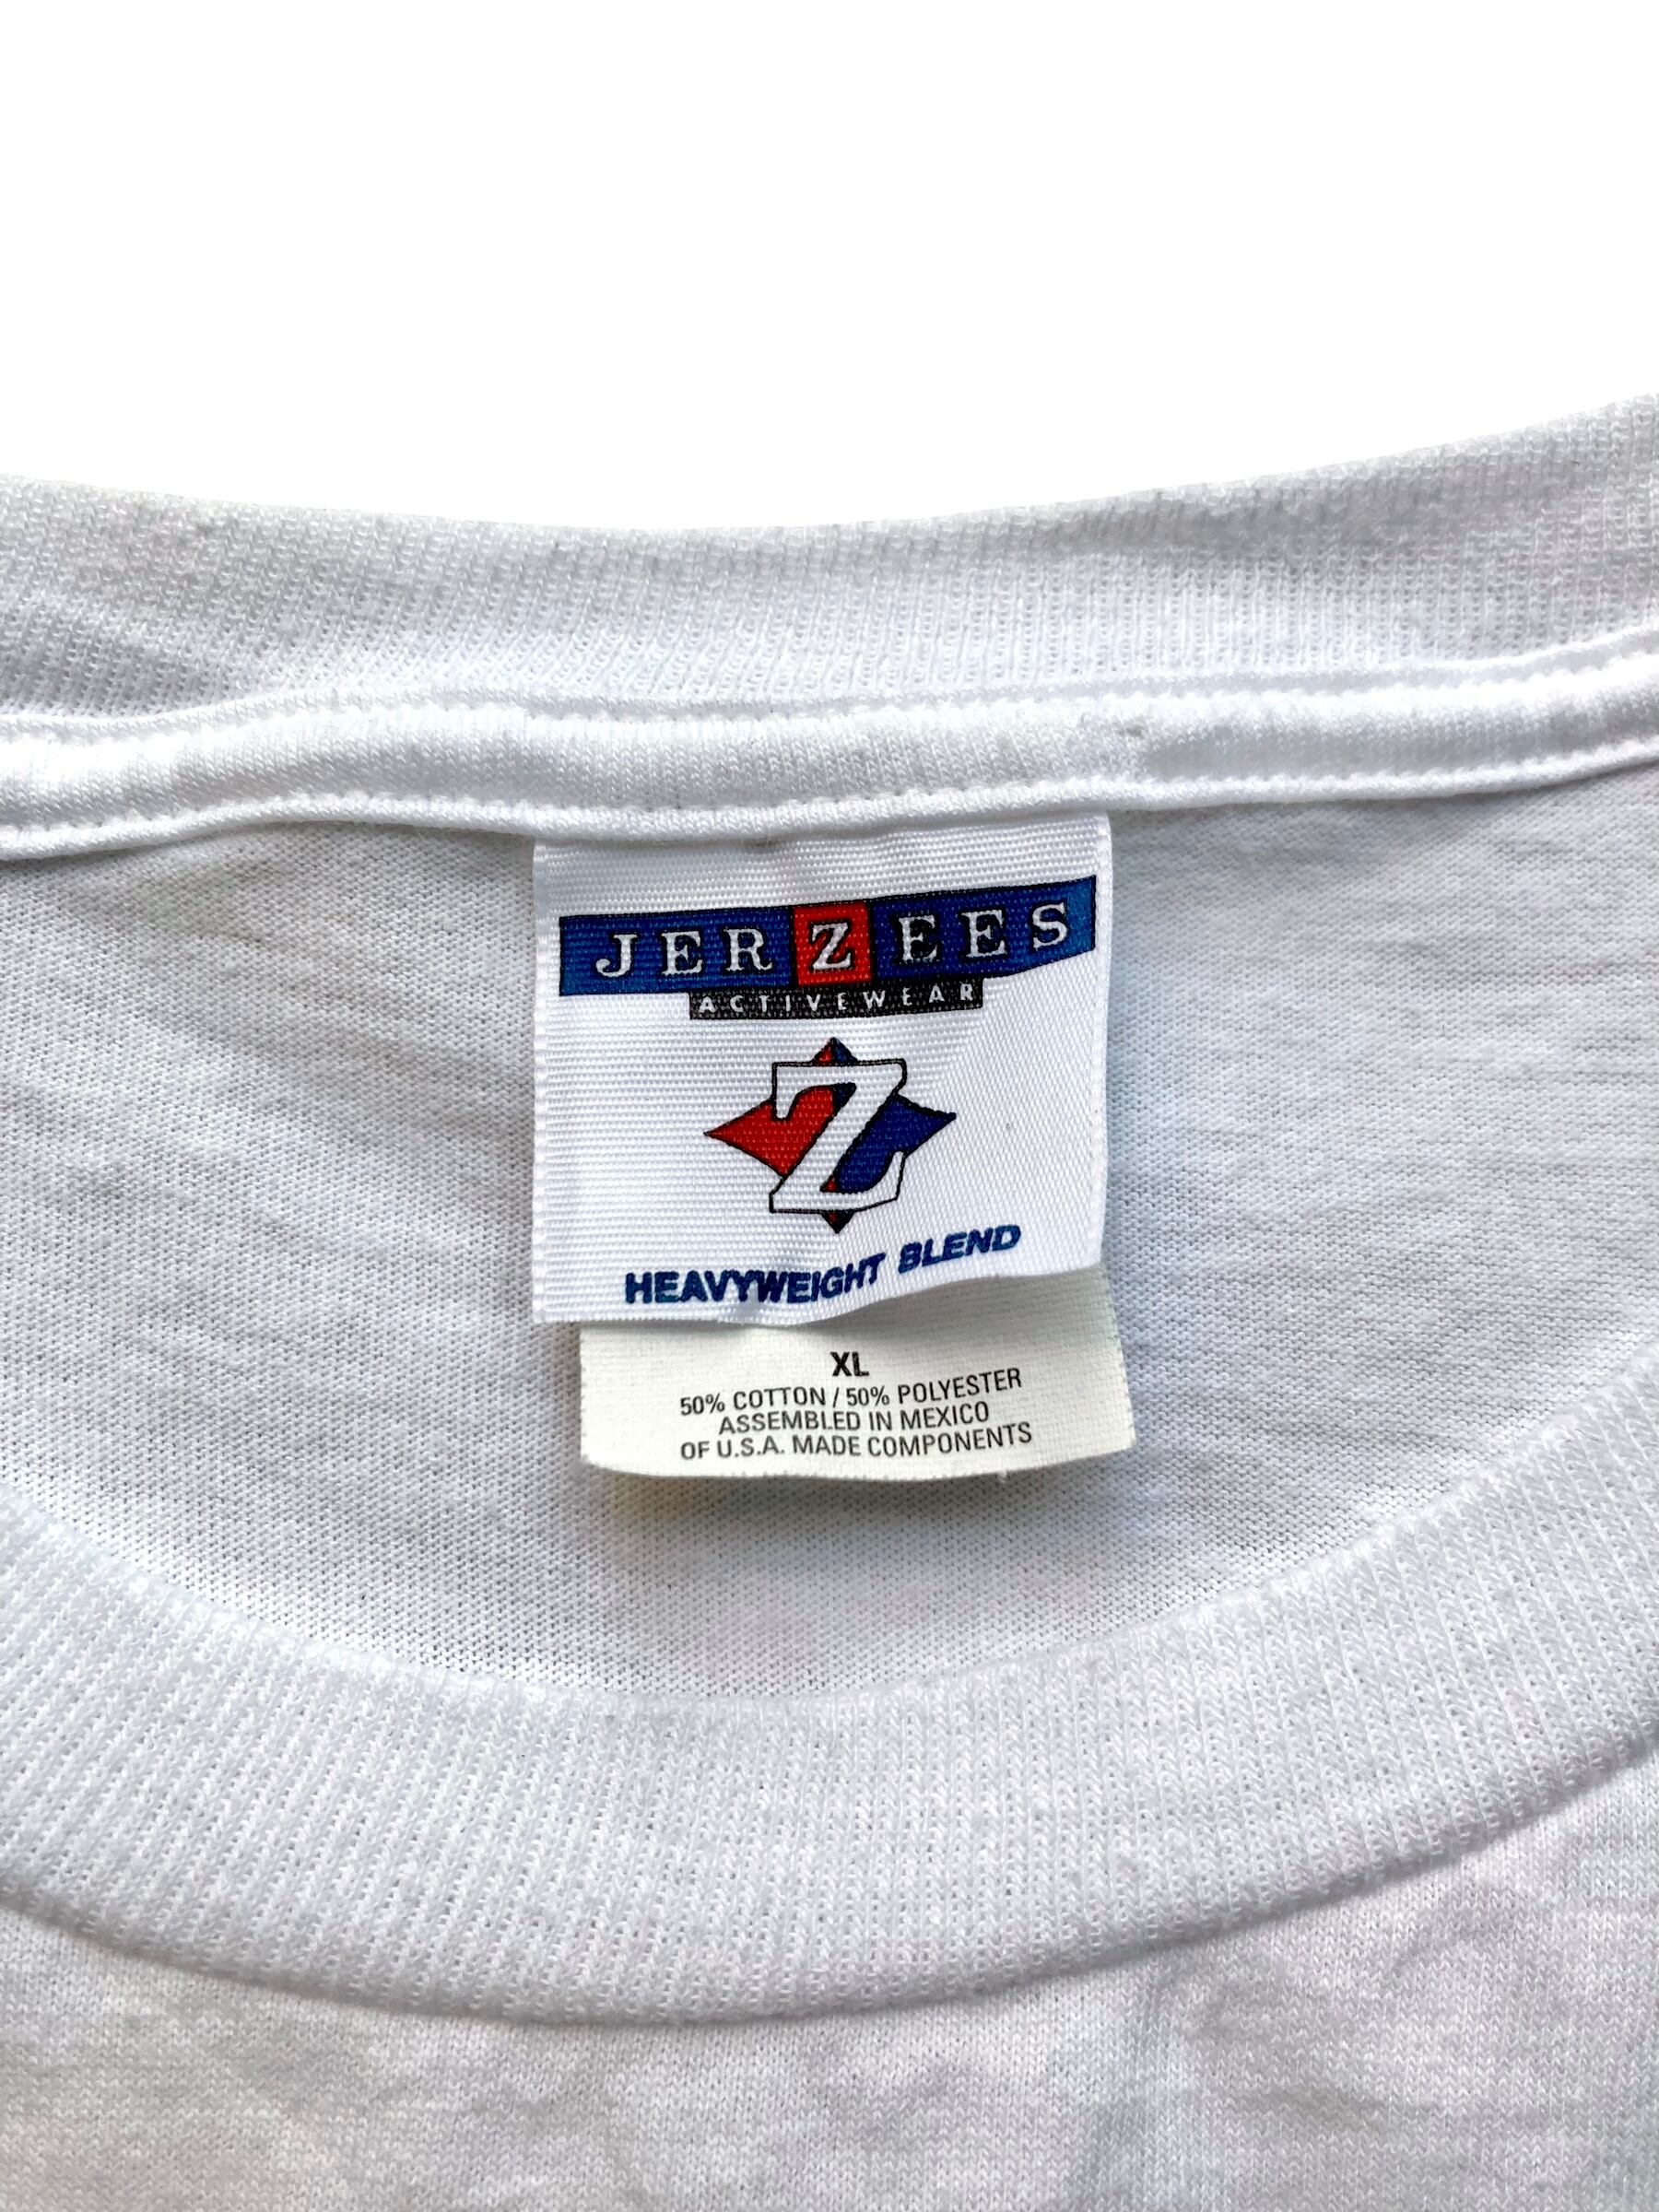 JERZEES
ACTIVEWEAR
Z
HEAVYWEIGHT BLEND
XL
50% COTTON / 50% POLYESTER
ASSEMBLED IN MEXICO
OF U.S.A. MADE COMPONENTS